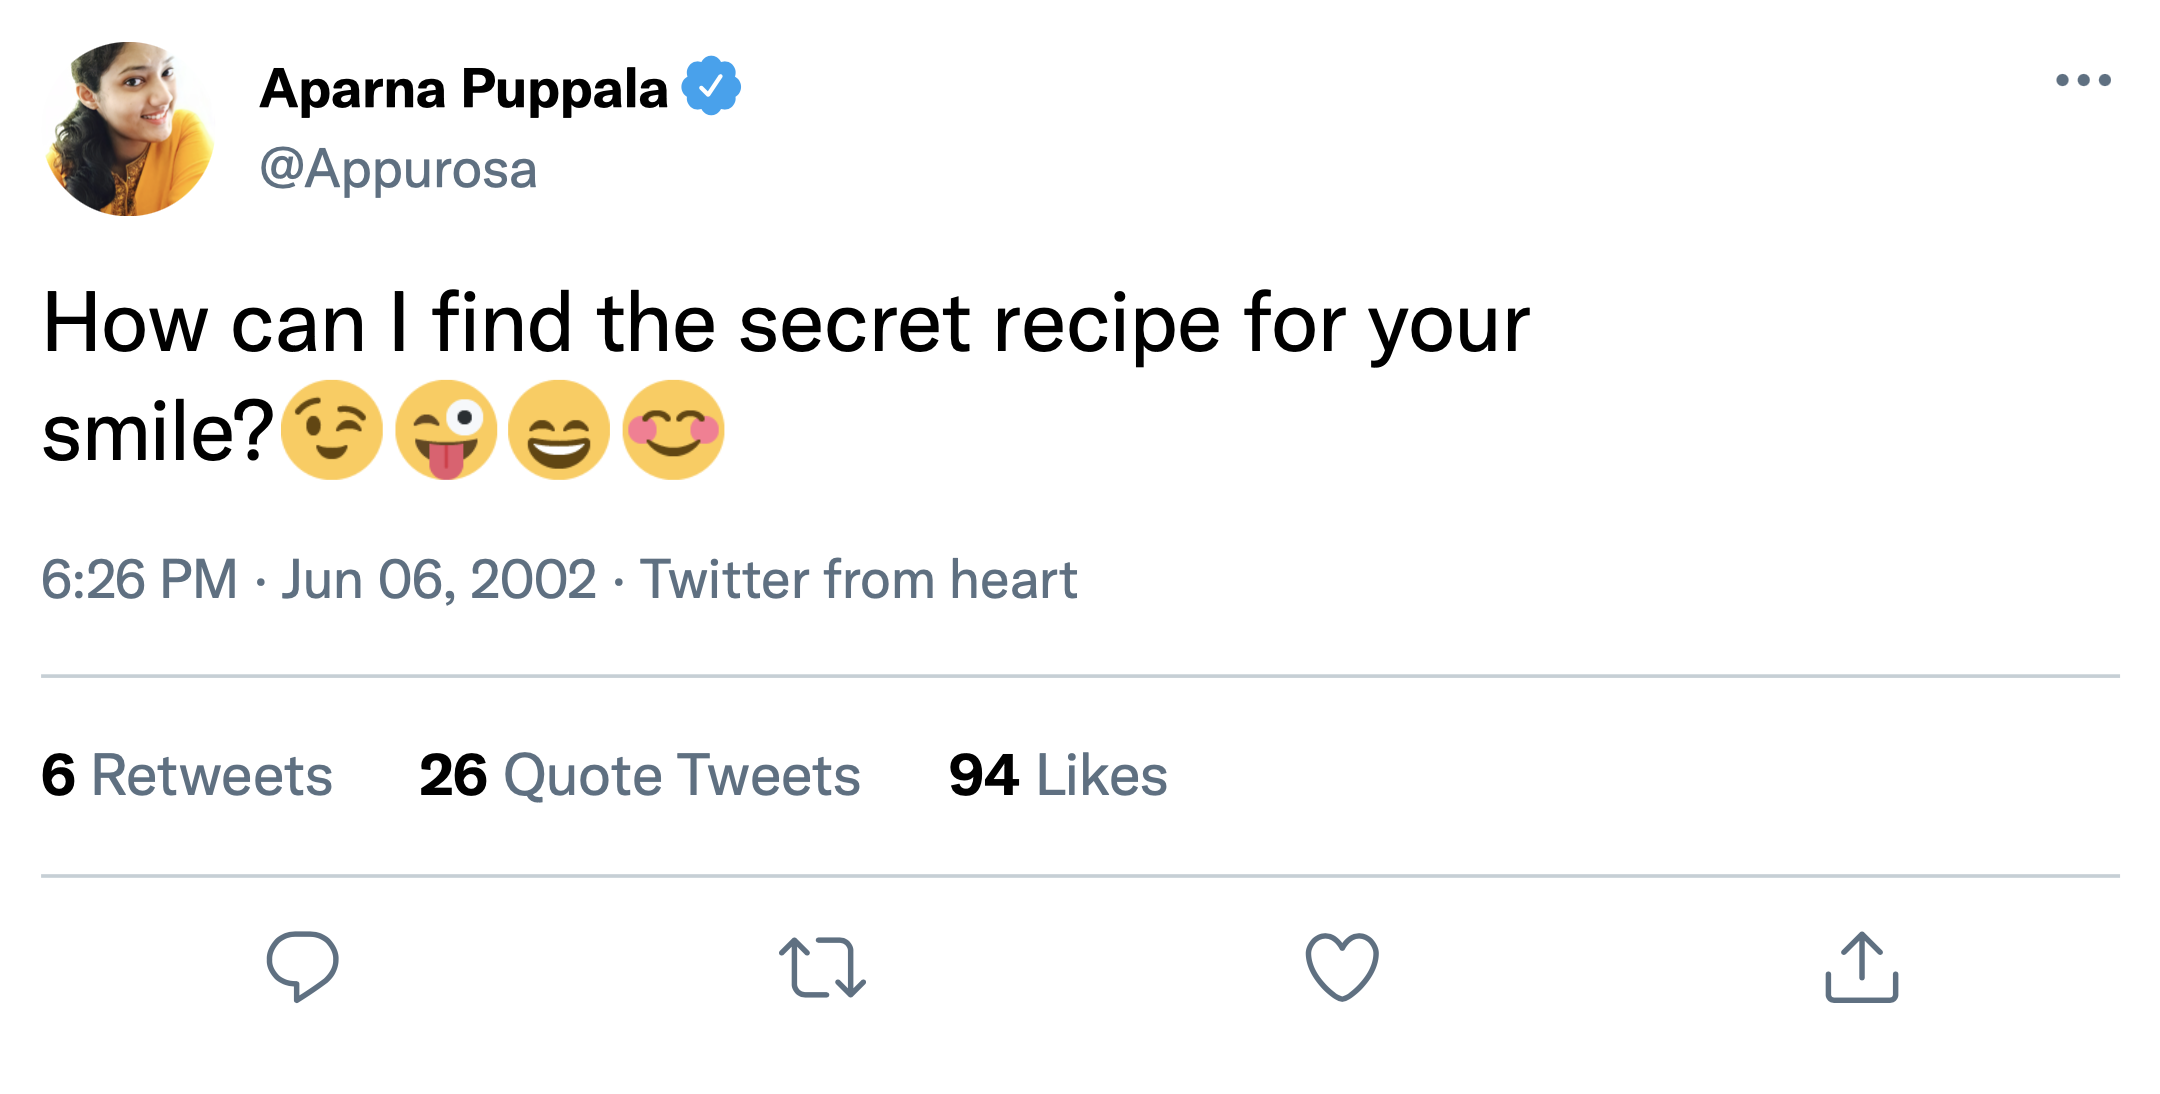 Aparna Puppala
@Appurosa
How can I find the secret recipe for your
smile?😉😜😄😊
6:26 PM · Jun 06, 2002 · Twitter from heart
6 Retweets 26 Quote Tweets 94 Likes